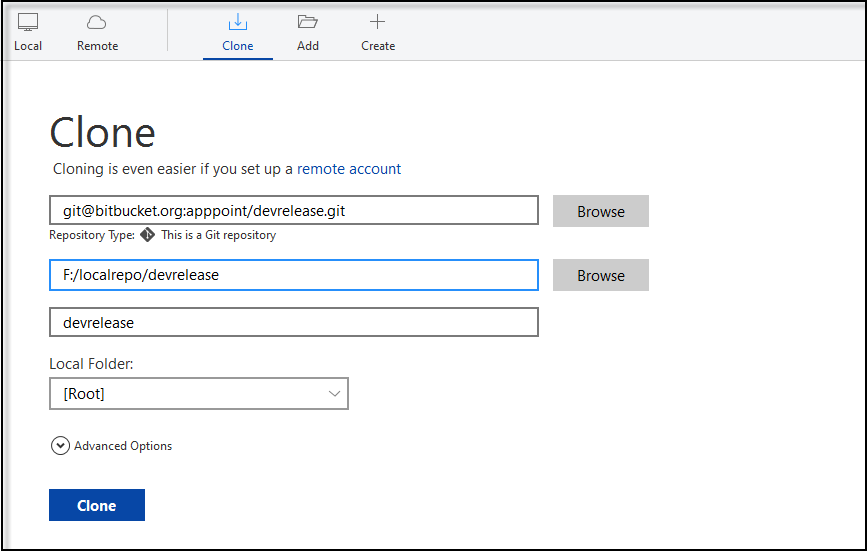 Local Remote Clone Add Create
Clone
Cloning is even easier if you set up a remote account
git@bitbucket.org:apppoint/devrelease.git Browse
Repository Type: This is a Git repository
F:/localrepo/devrelease Browse
devrelease
Local Folder:
[Root]
Advanced Options
Clone